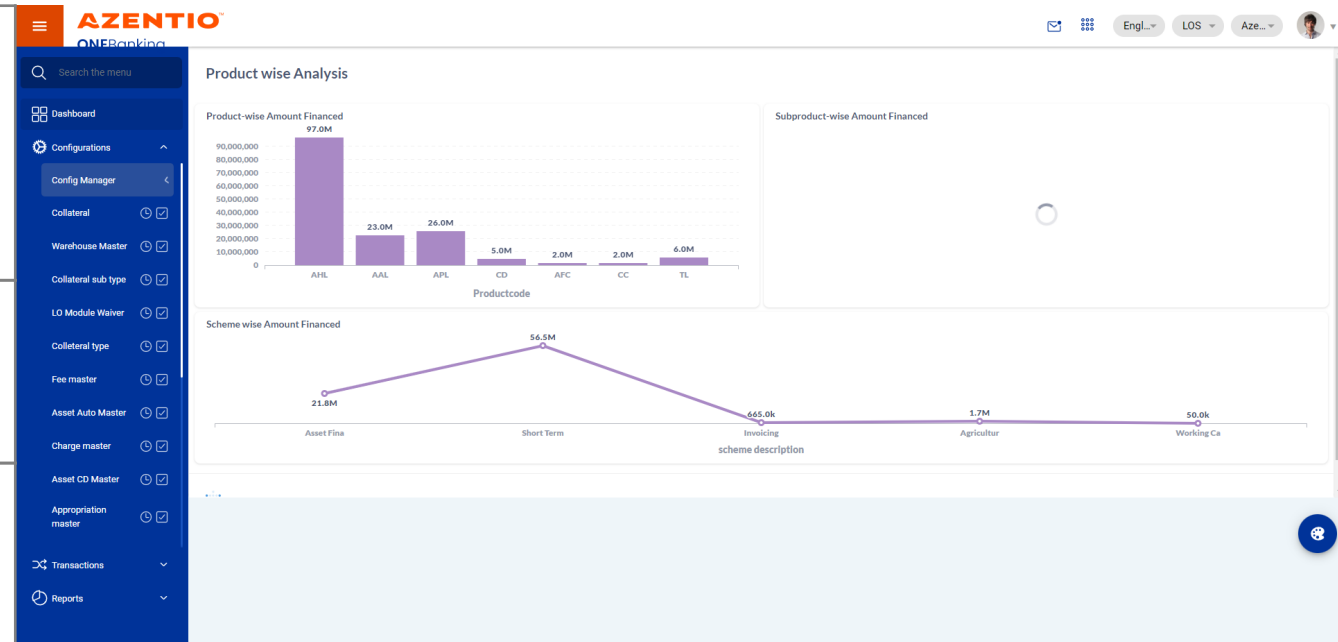 AZENTIO™
ONEBanking
Engl...
LOS
Aze...
Search the menu
Dashboard
Configurations
Config Manager
Collateral
Warehouse Master
Collateral sub type
LO Module Waiver
Colleteral type
Fee master
Asset Auto Master
Charge master
Asset CD Master
Appropriation
master
Transactions
Reports
Product wise Analysis
Product-wise Amount Financed
97.0M
90,000,000
80,000,000
70,000,000
60,000,000
50,000,000
40,000,000
30,000,000
20,000,000
10,000,000
0
23.0M
26.0M
5.0M
2.0M
2.0M
6.0M
AHL
AAL
APL
CD
AFC
CC
TL
Productcode
Subproduct-wise Amount Financed
Scheme wise Amount Financed
56.5M
21.8M
665.0k
1.7M
50.0k
Asset Fina
Short Term
Invoicing
Agricultur
Working Ca
scheme description